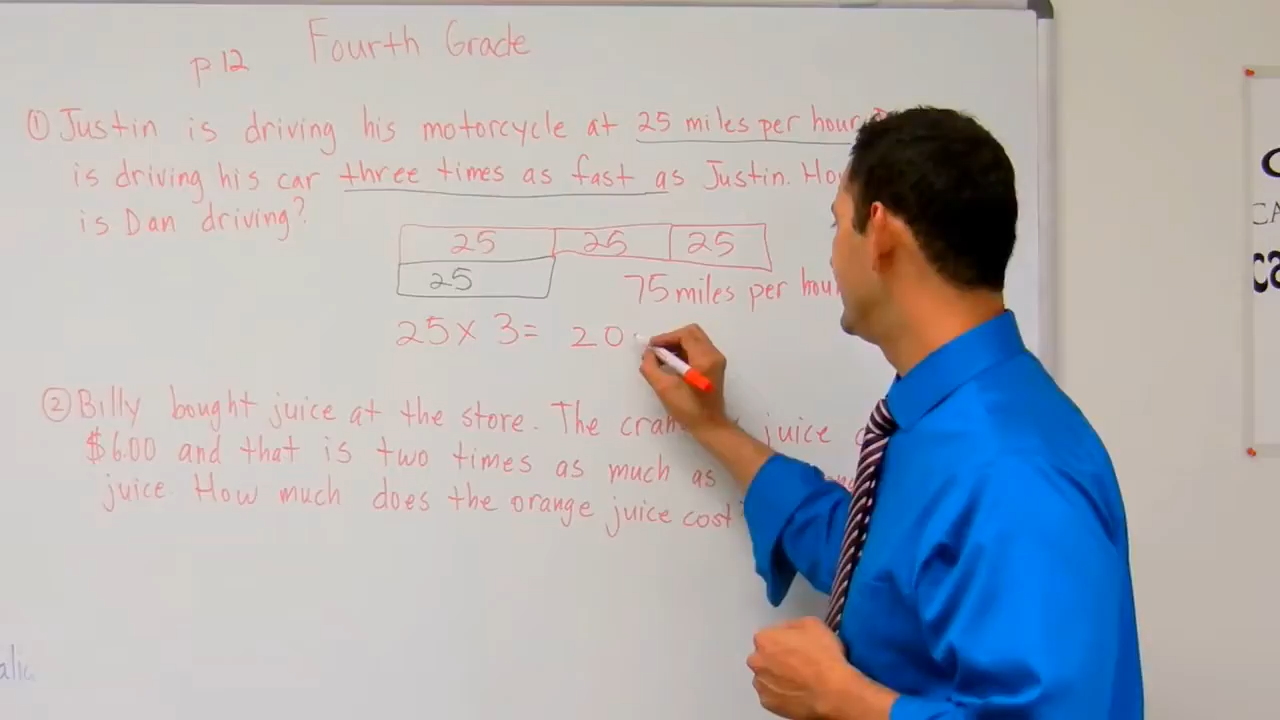 Fourth Grade
p 12
① Justin is driving his motorcycle at 25 miles per hour.
is driving his car three times as fast as Justin. How
is Dan driving?
25 25 25
25
75 miles per hour
25 x 3 = 20
② Billy bought juice at the store. The juice
$6.00 and that is two times as much as
juice. How much does the orange juice cost?